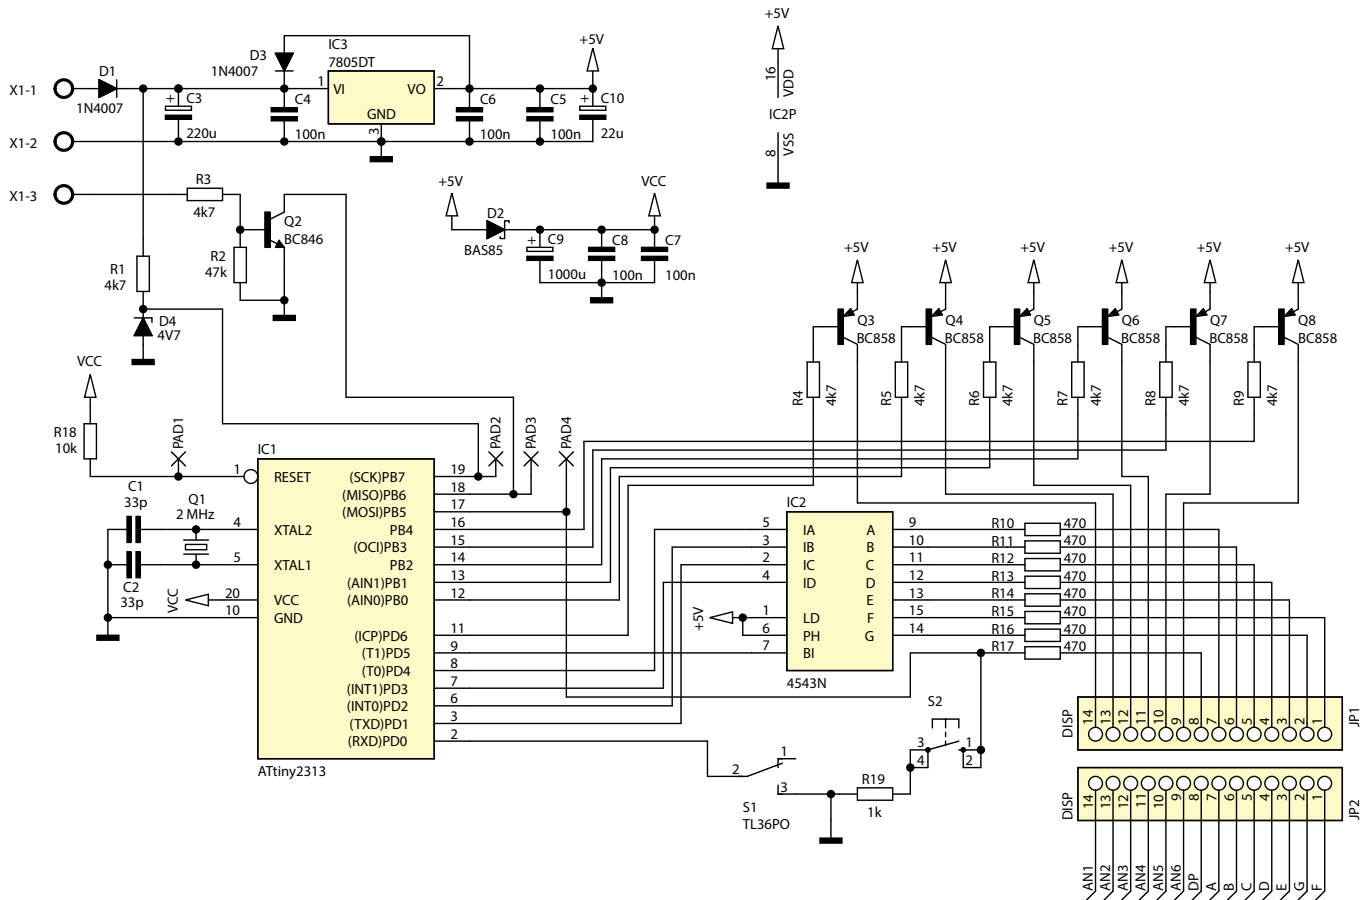 X1-1
D1
1N4007
+
C3
220u
D3
1N4007
C4
100n
IC3
7805DT
1
VI
VO
2
GND
3
C6
100n
C5
100n
+5V
+
C10
22u
X1-2
X1-3
R3
4k7
Q2
BC846
R2
47k
R1
4k7
D4
4V7
+5V
D2
BAS85
+
C9
1000u
C8
100n
VCC
C7
100n
+5V
16
VDD
IC2P
8
VSS
+5V
+5V
+5V
+5V
+5V
+5V
Q3
BC858
Q4
BC858
Q5
BC858
Q6
BC858
Q7
BC858
Q8
BC858
R4
4k7
R5
4k7
R6
4k7
R7
4k7
R8
4k7
R9
4k7
VCC
R18
10k
PAD1
PAD2
PAD3
PAD4
C1
33p
Q1
2 MHz
C2
33p
VCC
IC1
1
RESET
4
XTAL2
5
XTAL1
20
VCC
10
GND
(SCK)PB7
19
(MISO)PB6
18
(MOSI)PB5
17
PB4
16
(OCI)PB3
15
PB2
14
(AIN1)PB1
13
(AIN0)PB0
12
(ICP)PD6
11
(T1)PD5
9
(T0)PD4
8
(INT1)PD3
7
(INT0)PD2
6
(TXD)PD1
3
(RXD)PD0
2
ATtiny2313
IC2
5
IA
A
9
3
IB
B
10
2
IC
C
11
4
ID
D
12
E
13
1
LD
F
15
6
PH
G
14
7
BI
4543N
+5V
R10
470
R11
470
R12
470
R13
470
R14
470
R15
470
R16
470
R17
470
S2
3
1
4
2
2
1
3
S1
TL36PO
R19
1k
DISP
14
13
12
11
10
9
8
7
6
5
4
3
2
1
JP1
DISP
14
13
12
11
10
9
8
7
6
5
4
3
2
1
JP2
AN1
AN2
AN3
AN4
AN5
AN6
DP
A
B
C
D
E
G
F